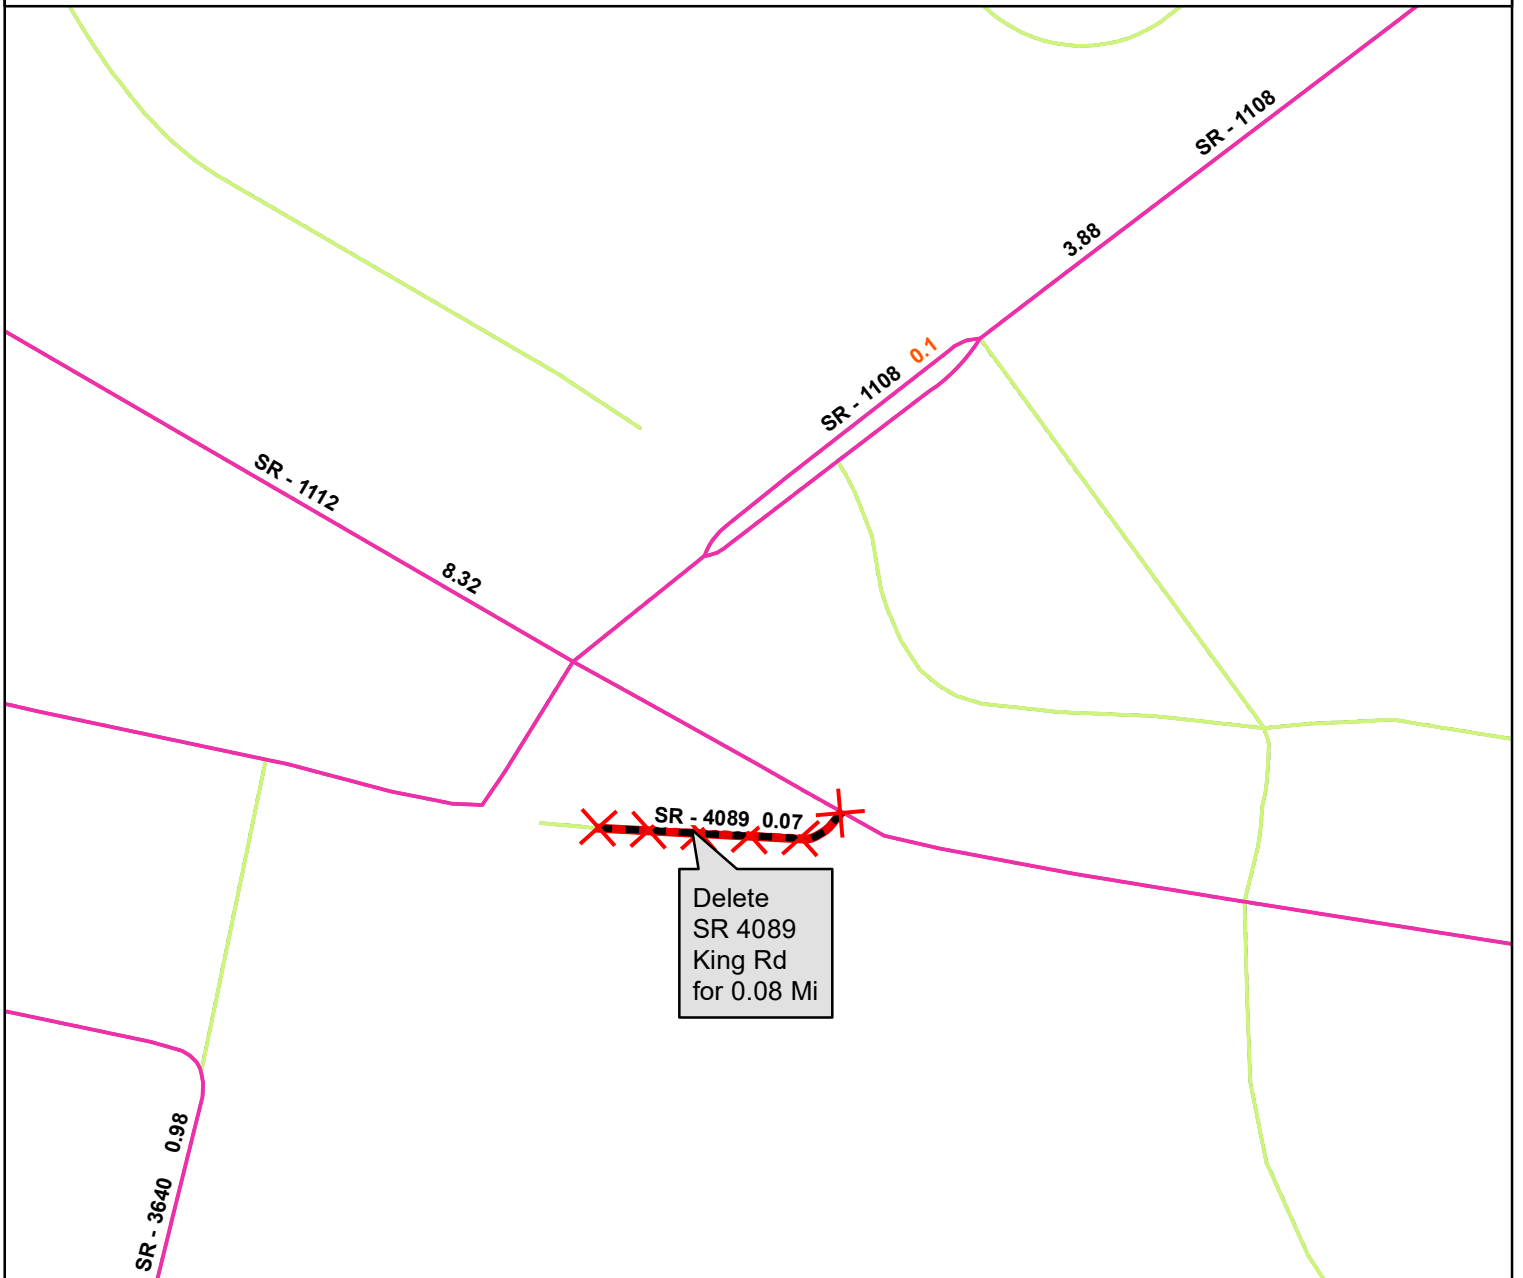 SR - 1108
3.88
SR - 1108 0.1
SR - 1112
8.32
SR - 4089 0.07
Delete
SR 4089
King Rd
for 0.08 Mi
SR - 3640 0.98